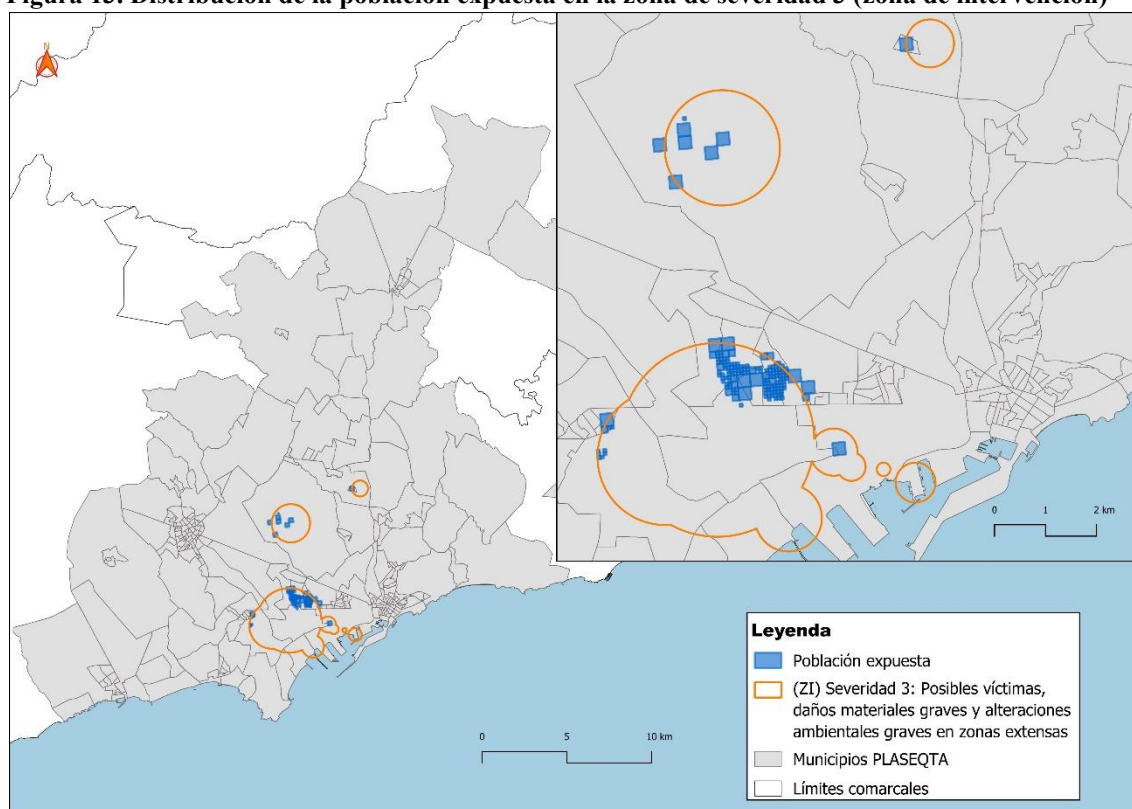 Figura 13. Distribución de la población expuesta en la zona de severidad 3 (zona de intervención)
N
0 1 2 km
0 5 10 km
Leyenda
Población expuesta
(ZI) Severidad 3: Posibles víctimas,
daños materiales graves y alteraciones
ambientales graves en zonas extensas
Municipios PLASEQTA
Límites comarcales